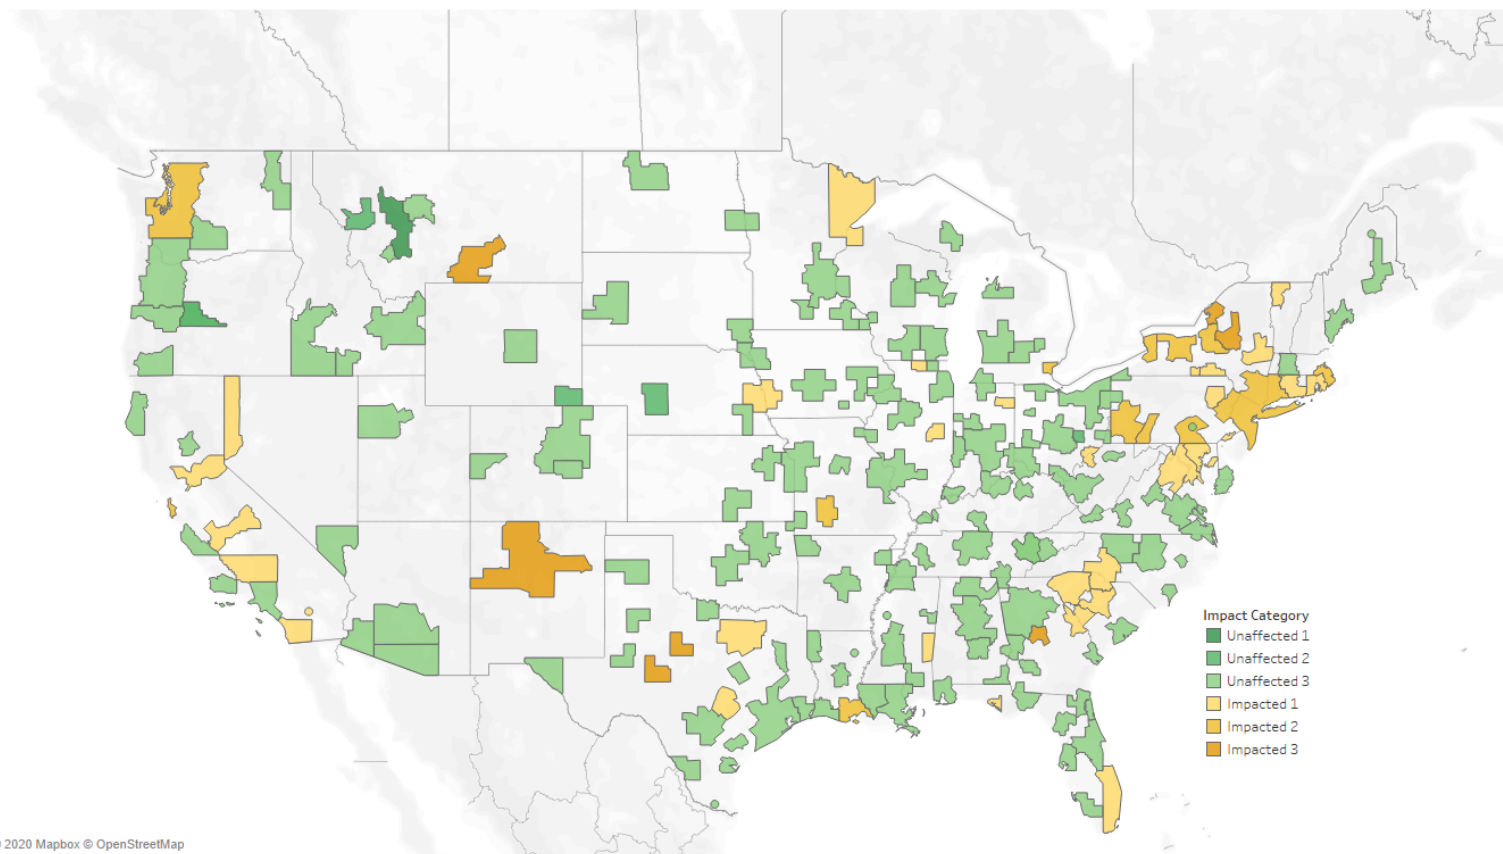 Impact Category
Unaffected 1
Unaffected 2
Unaffected 3
Impacted 1
Impacted 2
Impacted 3
2020 Mapbox © OpenStreetMap